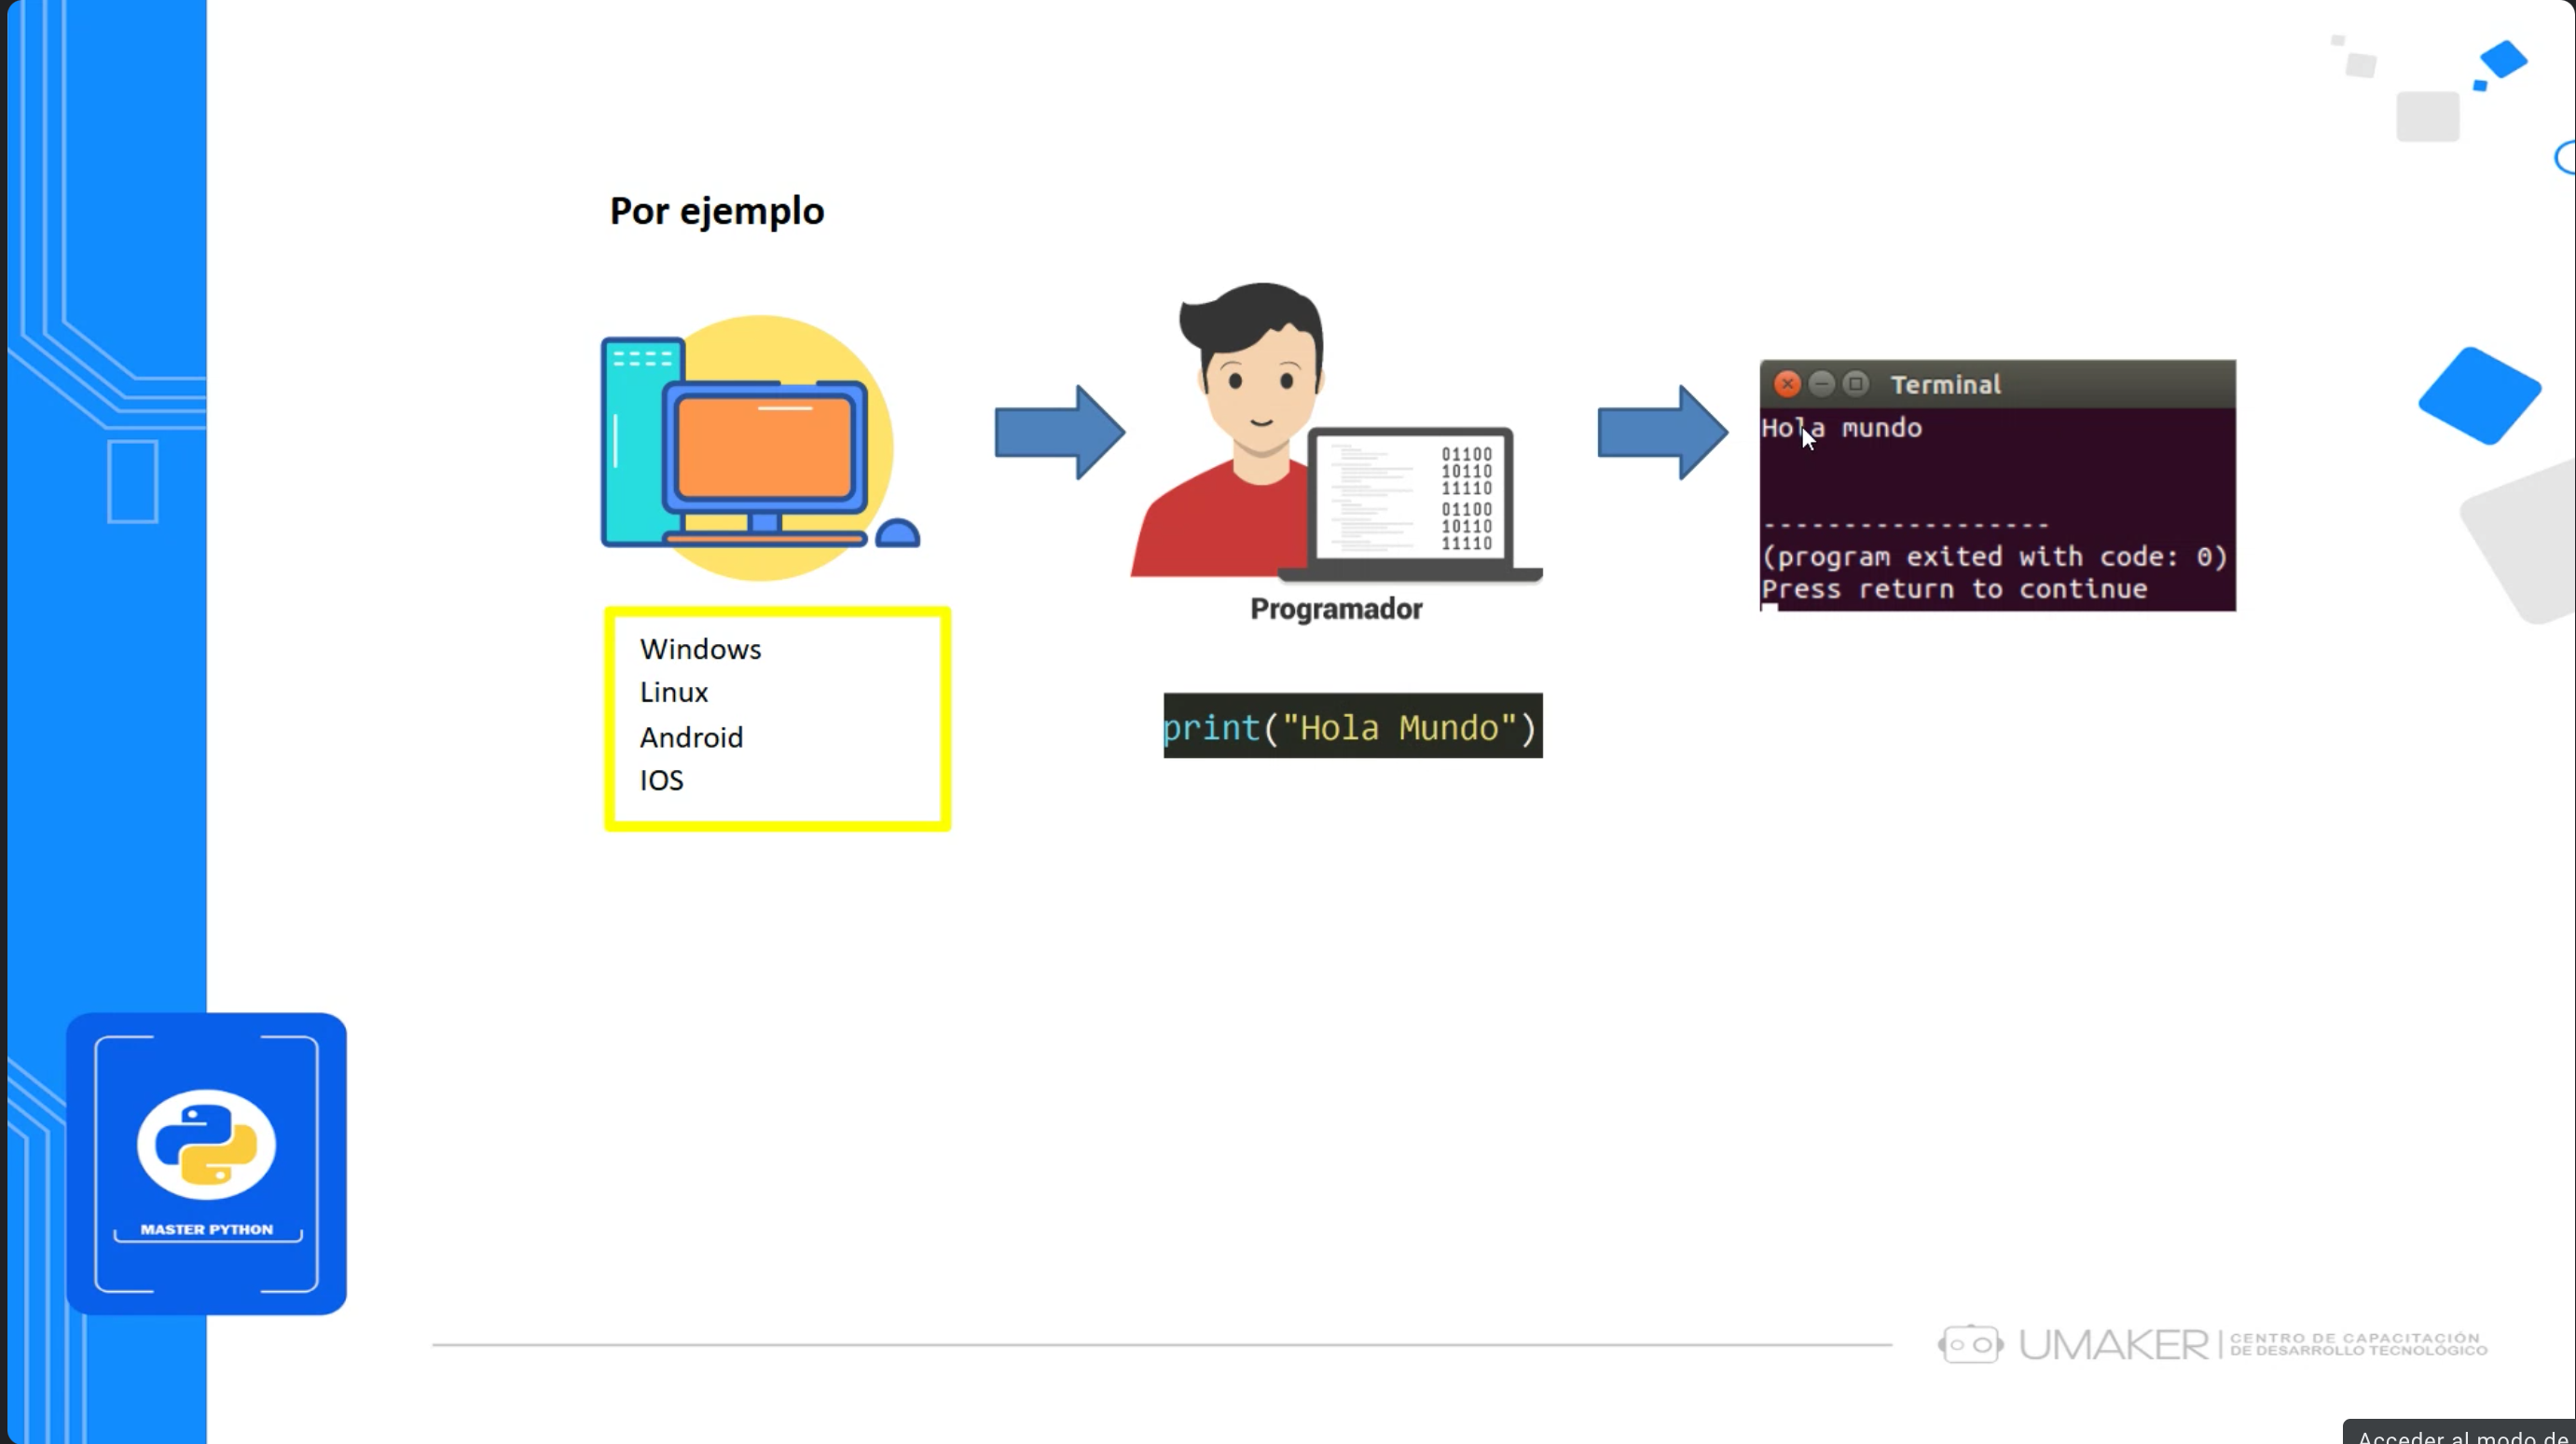 Por ejemplo
Windows
Linux
Android
IOS
01100
10110
11110
01100
10110
11110
Programador
print("Hola Mundo")
Terminal
Hola mundo
------------------
(program exited with code: 0)
Press return to continue
MASTER PYTHON
UMAKER
CENTRO DE CAPACITACIÓN
DE DESARROLLO TECNOLÓGICO
Acceder al modo de